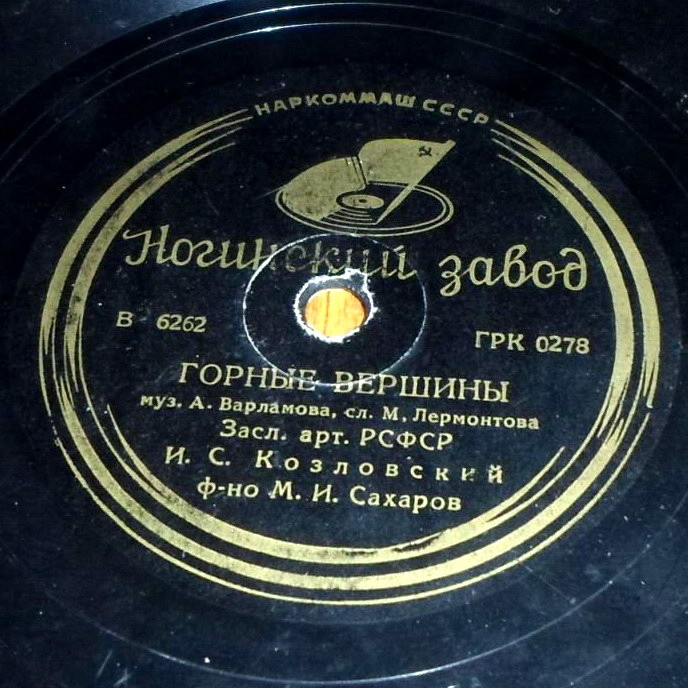 НАРКОММАШ СССР
Ногинский завод
В 6262
ГРК 0278
ГОРНЫЕ ВЕРШИНЫ
муз. А. Варламова, сл. М. Лермонтова
Засл. арт. РСФСР
И. С. Козловский
ф-но М. И. Сахаров